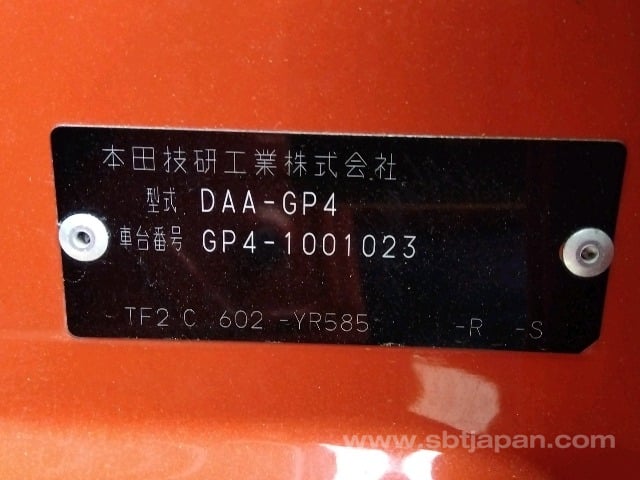 本田技研工業株式会社
型式 DAA-GP4
車台番号 GP4-1001023
-TF2 C 602 -YR585 -R -S
www.sbtjapan.com